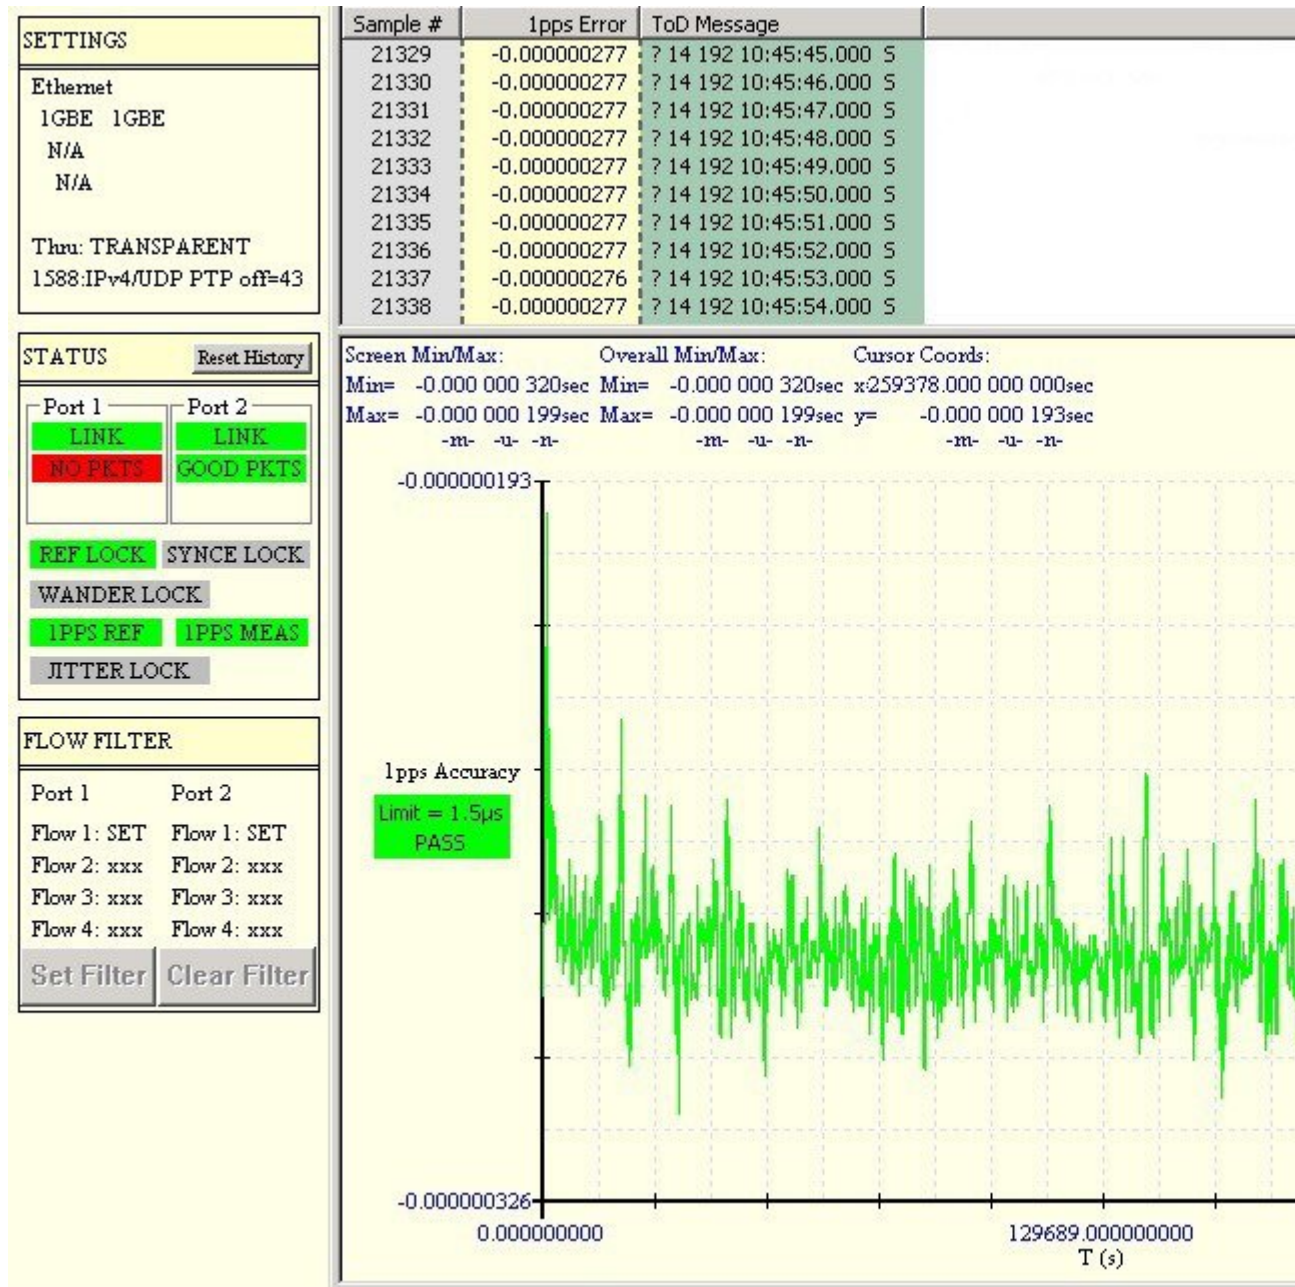 SETTINGS
Ethernet
1GBE 1GBE
N/A
N/A
Thru: TRANSPARENT
1588:IPv4/UDP PTP off=43
STATUS Reset History
Port 1 Port 2
LINK LINK
NO PKTS GOOD PKTS
REF LOCK SYNCE LOCK
WANDER LOCK
1PPS REF 1PPS MEAS
JITTER LOCK
FLOW FILTER
Port 1 Port 2
Flow 1: SET Flow 1: SET
Flow 2: xxx Flow 2: xxx
Flow 3: xxx Flow 3: xxx
Flow 4: xxx Flow 4: xxx
Set Filter Clear Filter
Sample # 1pps Error ToD Message
21329 -0.000000277 ? 14 192 10:45:45.000 S
21330 -0.000000277 ? 14 192 10:45:46.000 S
21331 -0.000000277 ? 14 192 10:45:47.000 S
21332 -0.000000277 ? 14 192 10:45:48.000 S
21333 -0.000000277 ? 14 192 10:45:49.000 S
21334 -0.000000277 ? 14 192 10:45:50.000 S
21335 -0.000000277 ? 14 192 10:45:51.000 S
21336 -0.000000277 ? 14 192 10:45:52.000 S
21337 -0.000000276 ? 14 192 10:45:53.000 S
21338 -0.000000277 ? 14 192 10:45:54.000 S
Screen Min/Max: Overall Min/Max: Cursor Coords:
Min= -0.000 000 320sec Min= -0.000 000 320sec x:259378.000 000 000sec
Max= -0.000 000 199sec Max= -0.000 000 199sec y= -0.000 000 193sec
-m- -u- -n- -m- -u- -n- -m- -u- -n-
-0.000000193
1pps Accuracy
Limit = 1.5µs
PASS
-0.000000326
0.000000000 129689.000000000
T (s)